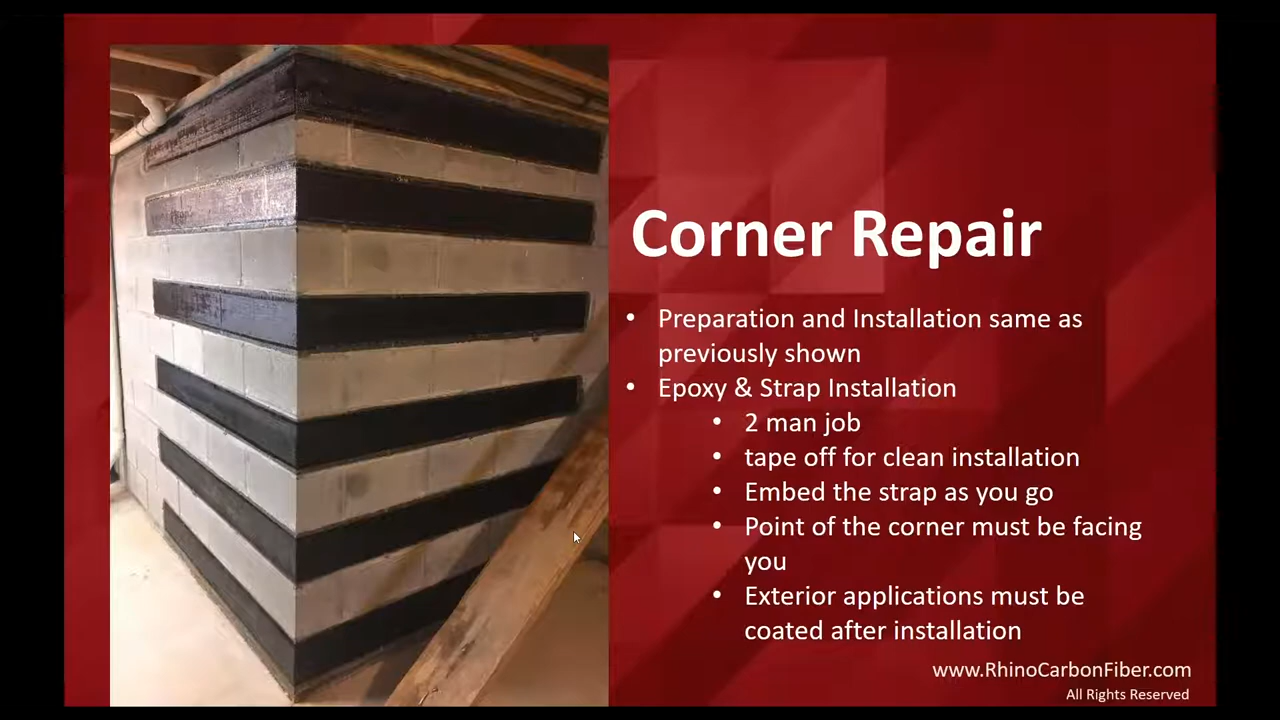 Corner Repair
• Preparation and Installation same as
previously shown
• Epoxy & Strap Installation
• 2 man job
• tape off for clean installation
• Embed the strap as you go
• Point of the corner must be facing
you
• Exterior applications must be
coated after installation
www.RhinoCarbonFiber.com
All Rights Reserved